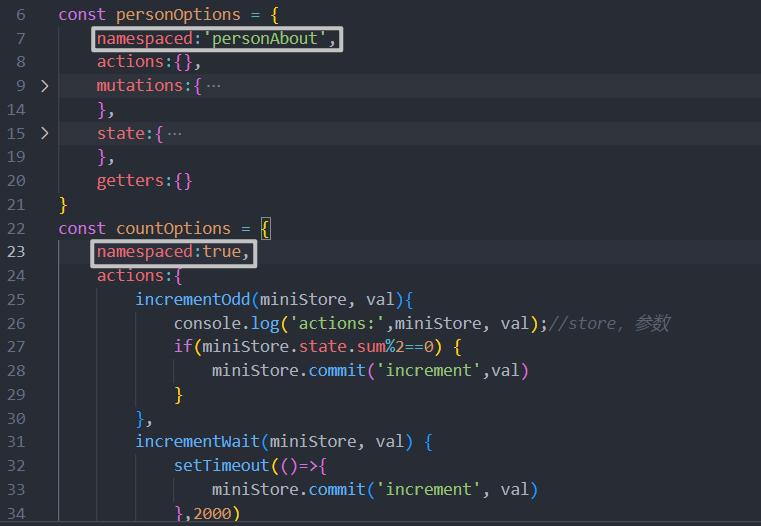 6 const personOptions = {
7 namespaced:'personAbout',
8 actions:{},
9 mutations:{ ···
14 },
15 state:{ ···
19 },
20 getters:{}
21 }
22 const countOptions = {
23 namespaced:true,
24 actions:{
25 incrementOdd(miniStore, val){
26 console.log('actions:',miniStore, val);//store, 参数
27 if(miniStore.state.sum%2==0) {
28 miniStore.commit('increment',val)
29 }
30 },
31 incrementWait(miniStore, val) {
32 setTimeout(()=>{
33 miniStore.commit('increment', val)
34 },2000)